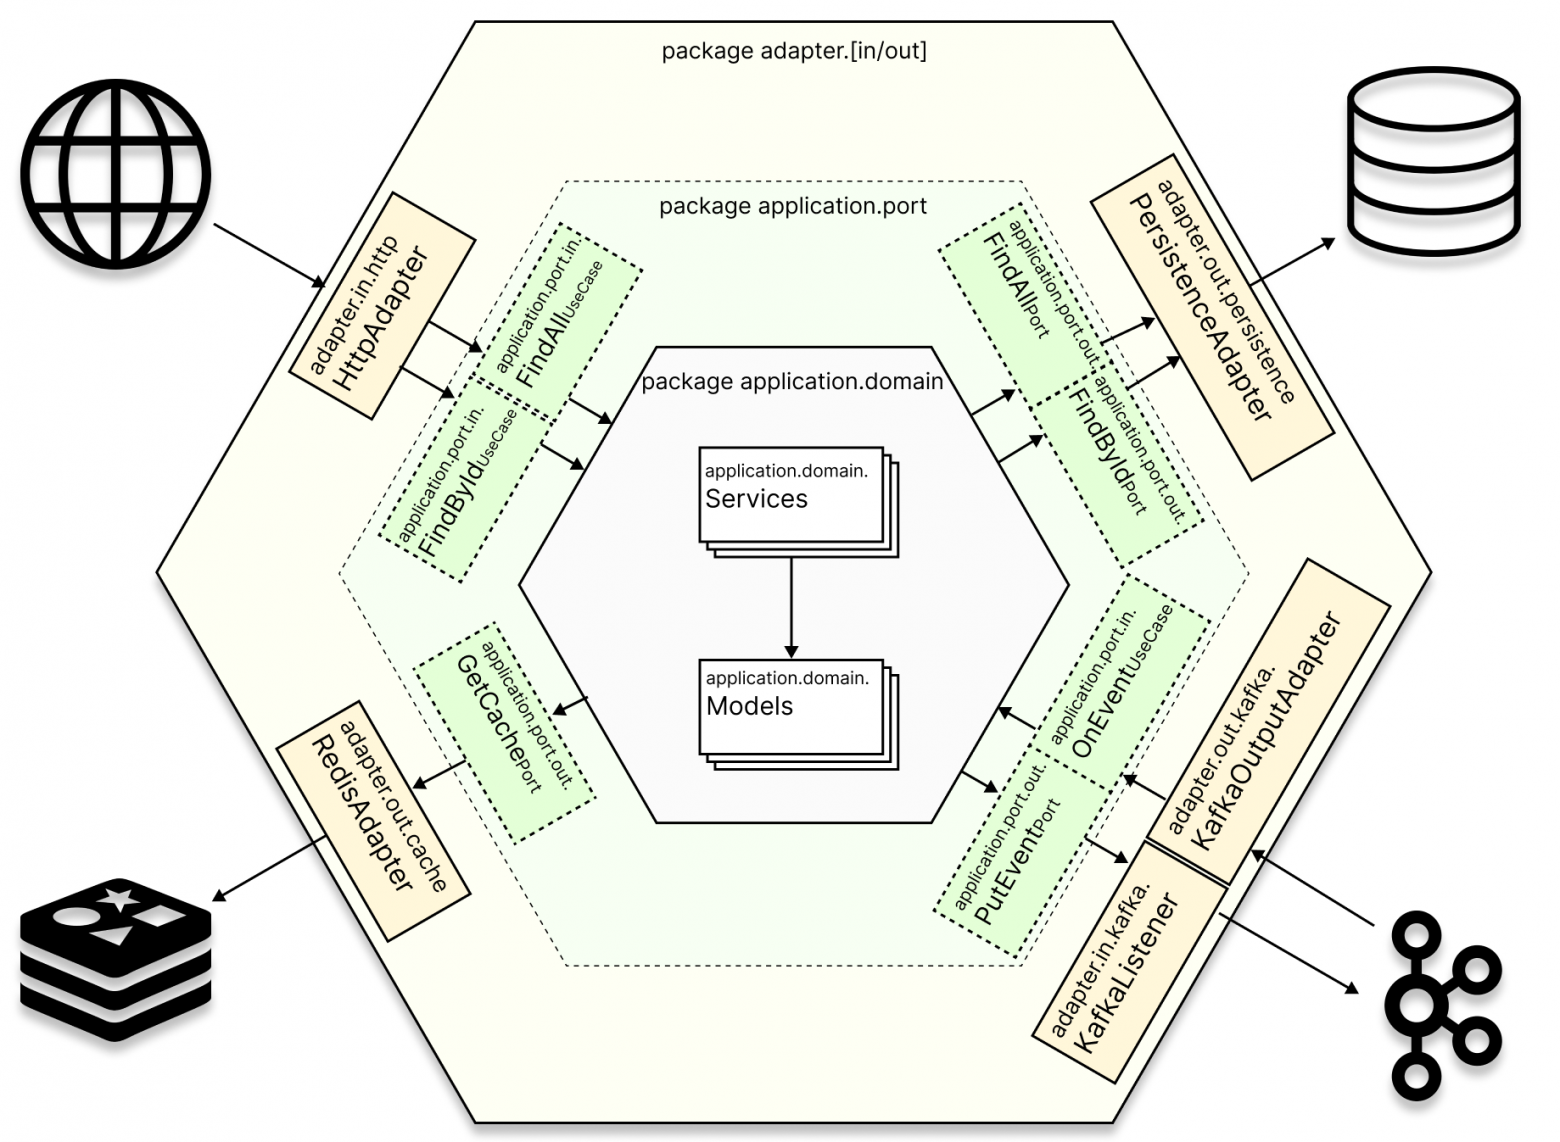 package adapter.[in/out]
package application.port
package application.domain
adapter.in.http
HttpAdapter
application.port.in.
FindAllUseCase
application.port.in.
FindByIdUseCase
application.port.out.
FindAllPort
application.port.out.
FindByIdPort
adapter.out.persistence
PersistenceAdapter
application.domain.
Services
application.domain.
Models
application.port.out.
GetCachePort
adapter.out.cache
RedisAdapter
application.port.in.
OnEventUseCase
application.port.out.
PutEventPort
adapter.out.kafka.
KafkaOutputAdapter
adapter.in.kafka.
KafkaListener